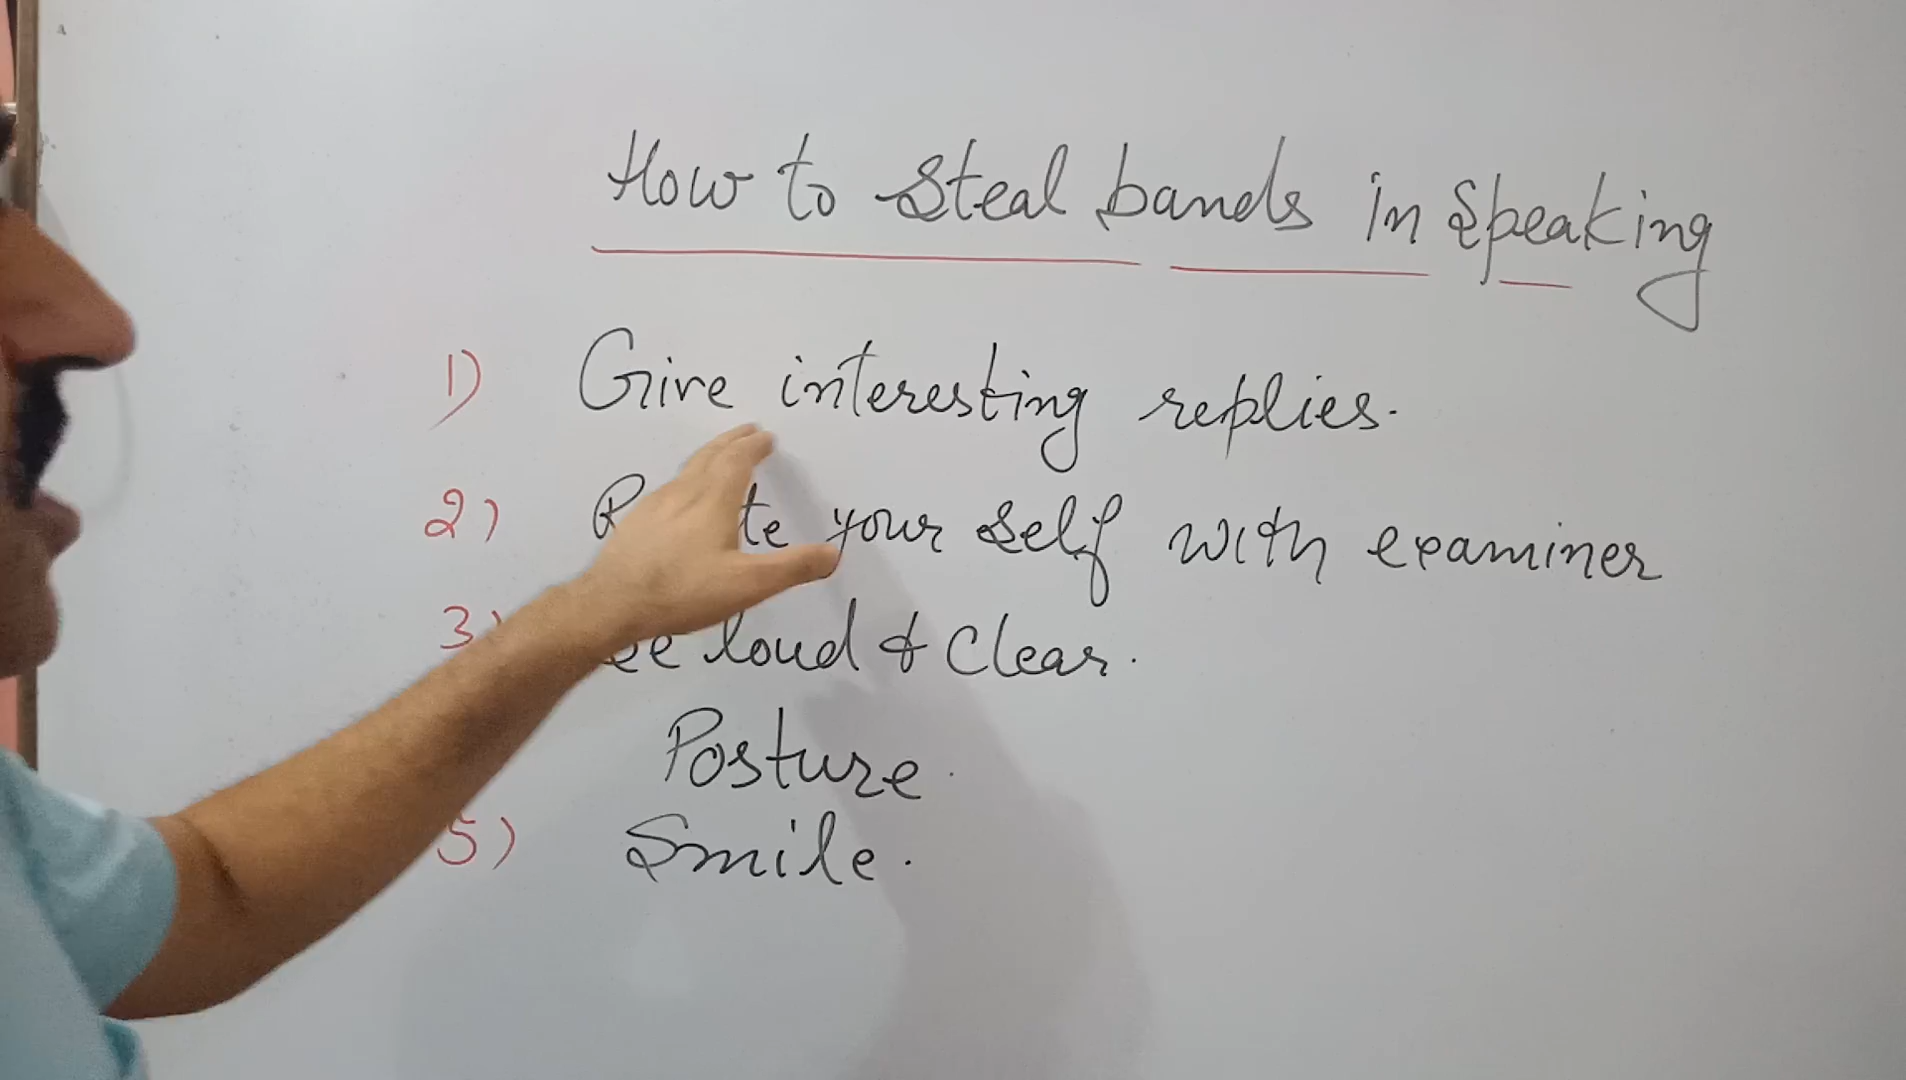 How to Steal bands in Speaking
1) Give interesting replies.
2) your self with examiner
3) loud & Clear.
Posture.
5) Smile.